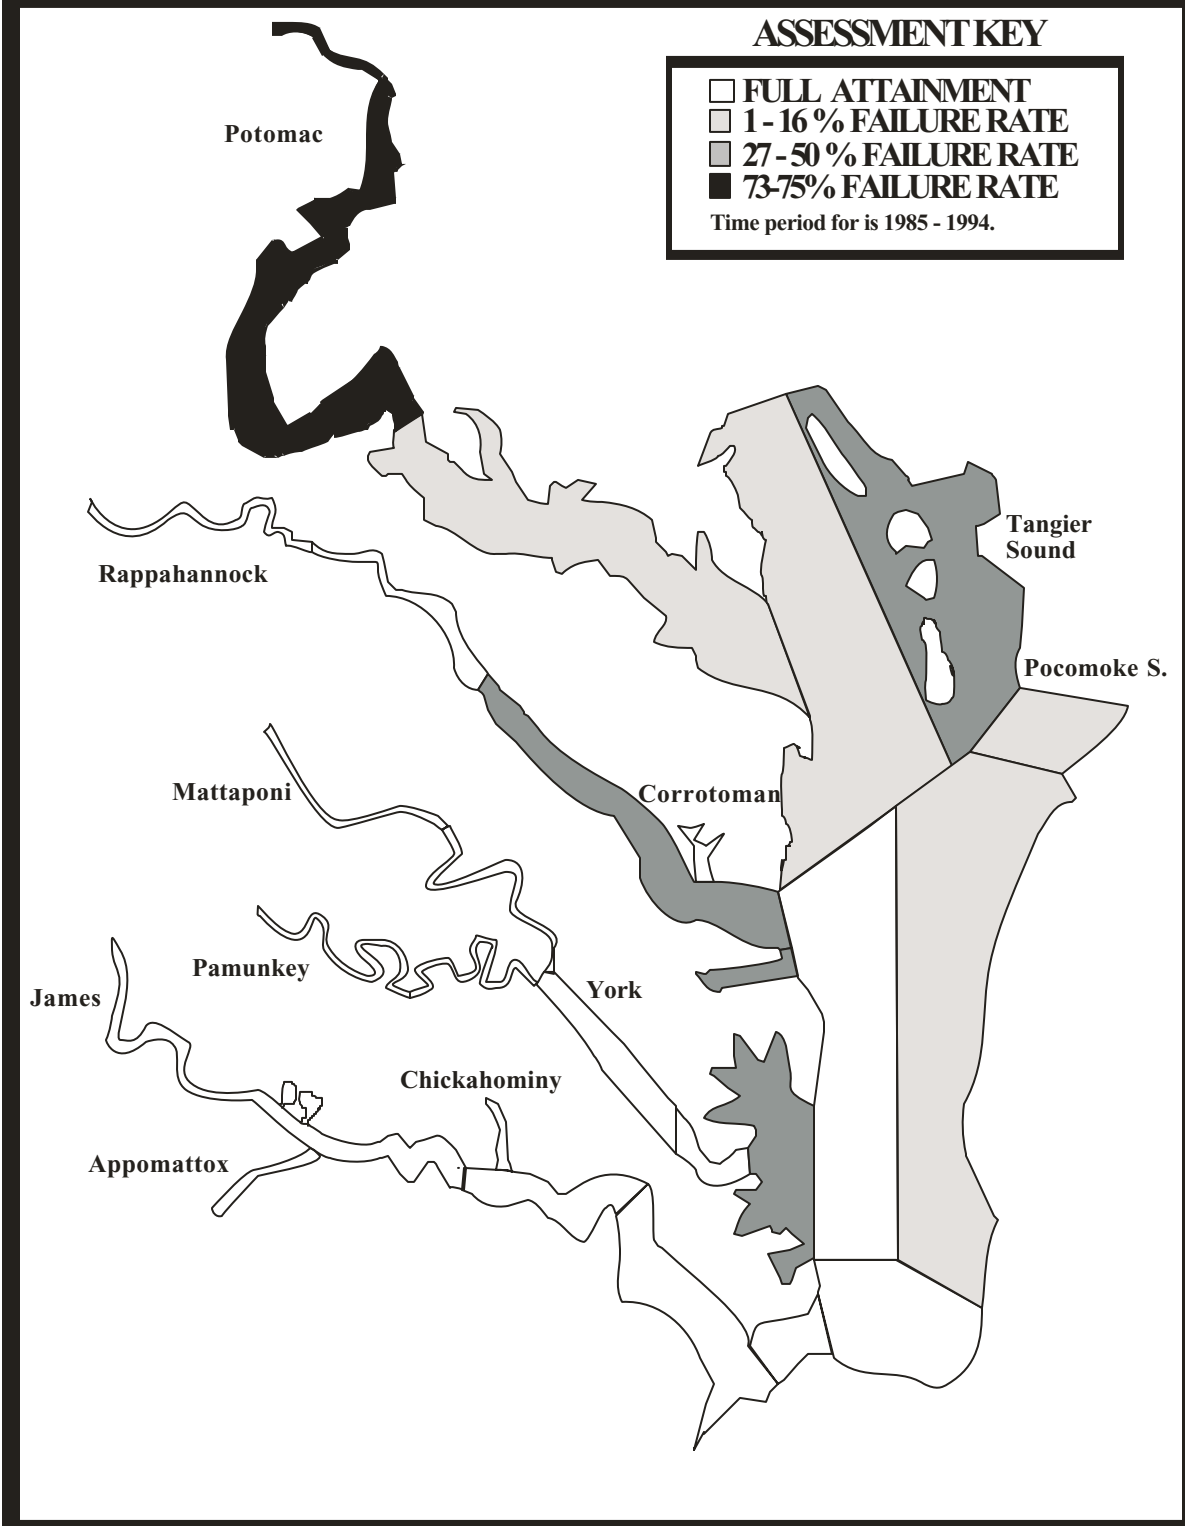 ASSESSMENT KEY
FULL ATTAINMENT
1 - 16 % FAILURE RATE
27 - 50 % FAILURE RATE
73-75% FAILURE RATE
Time period for is 1985 - 1994.
Potomac
Tangier
Sound
Rappahannock
Pocomoke S.
Mattaponi
Corrotoman
Pamunkey
York
James
Chickahominy
Appomattox